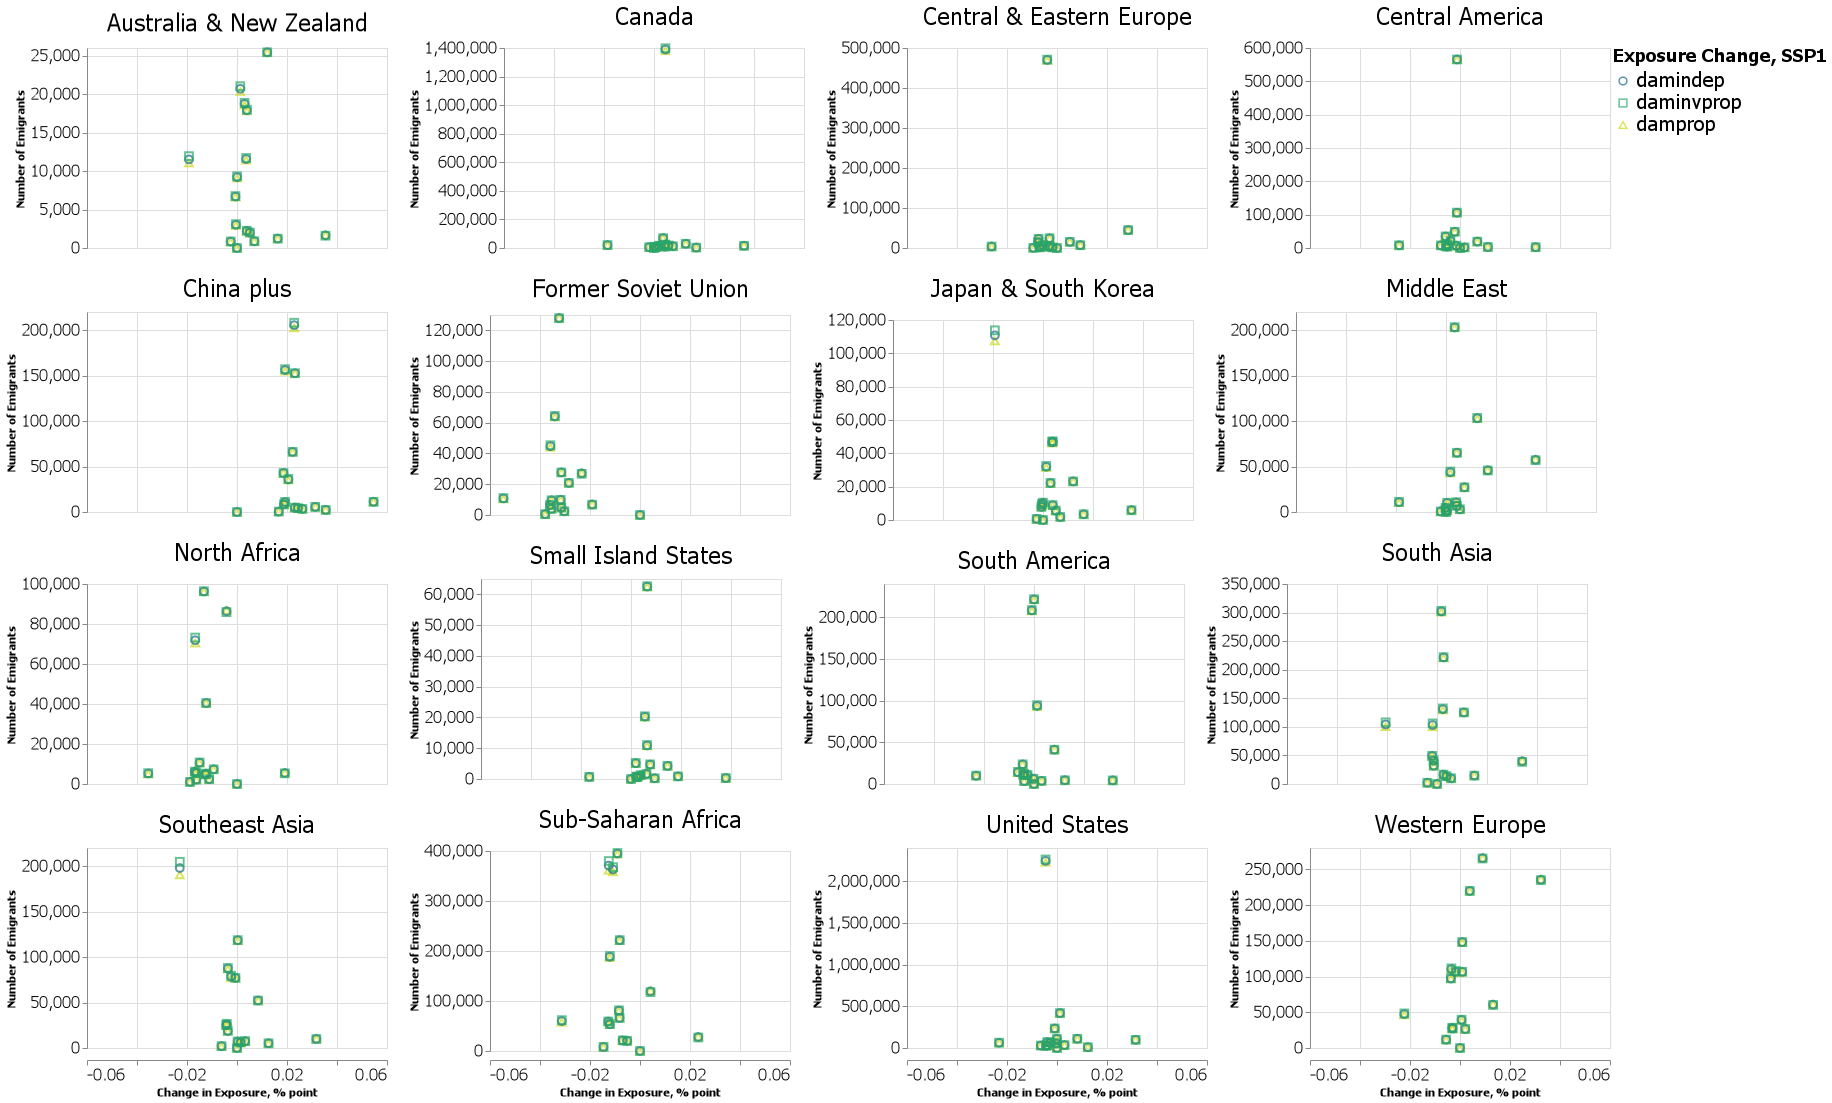 Australia & New Zealand
Canada
Central & Eastern Europe
Central America
Number of Emigrants
25,000
20,000
15,000
10,000
5,000
0
Number of Emigrants
1,400,000
1,200,000
1,000,000
800,000
600,000
400,000
200,000
0
Number of Emigrants
500,000
400,000
300,000
200,000
100,000
0
Number of Emigrants
600,000
500,000
400,000
300,000
200,000
100,000
0
Exposure Change, SSP1
damindep
daminvprop
damprop
China plus
Former Soviet Union
Japan & South Korea
Middle East
Number of Emigrants
200,000
150,000
100,000
50,000
0
Number of Emigrants
120,000
100,000
80,000
60,000
40,000
20,000
0
Number of Emigrants
120,000
100,000
80,000
60,000
40,000
20,000
0
Number of Emigrants
200,000
150,000
100,000
50,000
0
North Africa
Small Island States
South America
South Asia
Number of Emigrants
100,000
80,000
60,000
40,000
20,000
0
Number of Emigrants
60,000
50,000
40,000
30,000
20,000
10,000
0
Number of Emigrants
200,000
150,000
100,000
50,000
0
Number of Emigrants
350,000
300,000
250,000
200,000
150,000
100,000
50,000
0
Southeast Asia
Sub-Saharan Africa
United States
Western Europe
Number of Emigrants
200,000
150,000
100,000
50,000
0
Number of Emigrants
400,000
300,000
200,000
100,000
0
Number of Emigrants
2,000,000
1,500,000
1,000,000
500,000
0
Number of Emigrants
250,000
200,000
150,000
100,000
50,000
0
-0.06 -0.02 0.02 0.06
Change in Exposure, % point
-0.06 -0.02 0.02 0.06
Change in Exposure, % point
-0.06 -0.02 0.02 0.06
Change in Exposure, % point
-0.06 -0.02 0.02 0.06
Change in Exposure, % point